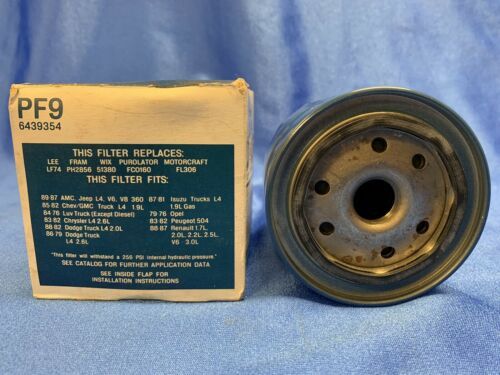 PF9
6439354
THIS FILTER REPLACES:
LEE FRAM WIX PUROLATOR MOTORCRAFT
LF74 PH2856 51380 FCO160 FL306
THIS FILTER FITS:
89 87 AMC, Jeep L4, V6, V8 360 87 81 Isuzu Trucks L4
85 82 Chev/GMC Truck L4 1.9L 1.9L Gas
84 76 Luv Truck (Except Diesel) 79 76 Opel
83 82 Chrysler L4 2.6L 83 82 Peugeot 504
88 82 Dodge Truck L4 2.0L 88-87 Renault 1.7L,
86-79 Dodge Truck 2.0L, 2.2L, 2.5L,
L4 2.6L V6 3.0L
"This filter will withstand a 256 PSI internal hydraulic pressure."
SEE CATALOG FOR FURTHER APPLICATION DATA
SEE INSIDE FLAP FOR
INSTALLATION INSTRUCTIONS